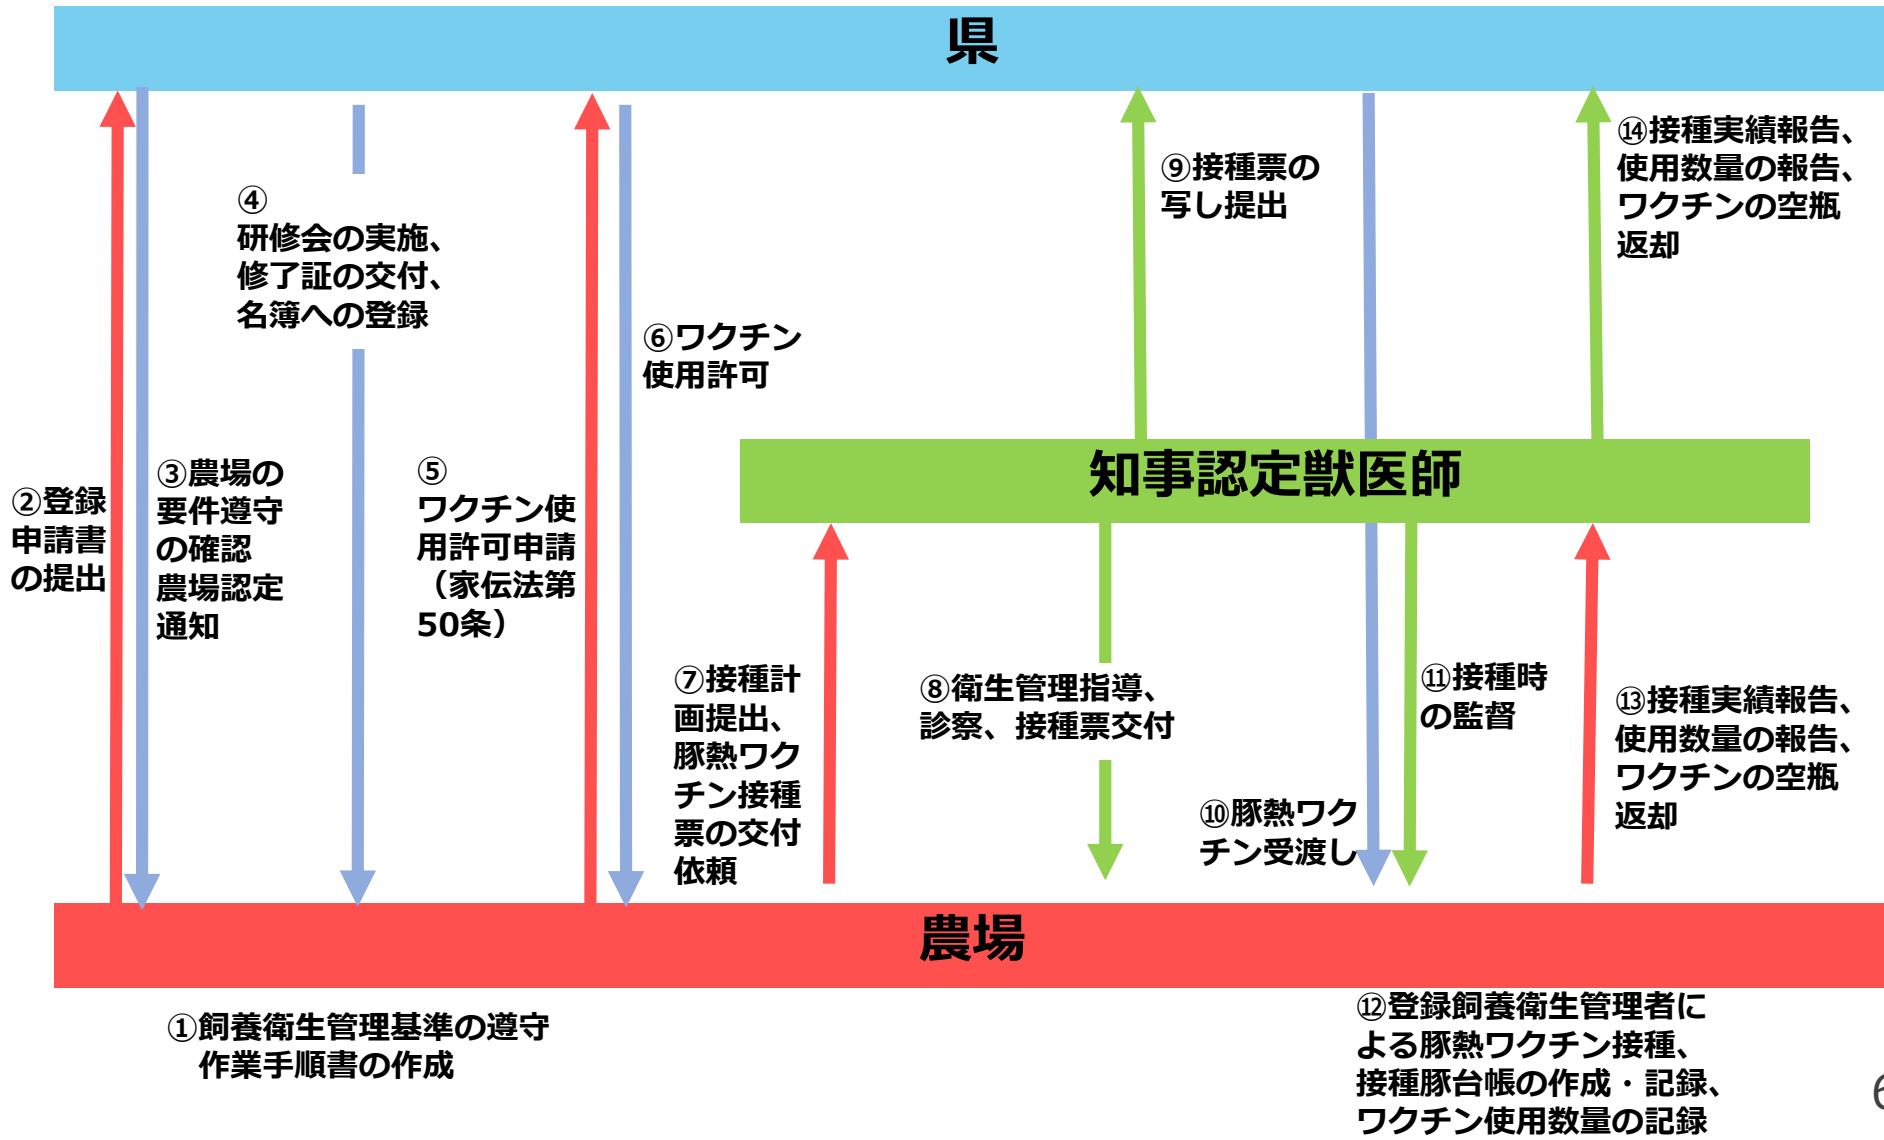 県
④
研修会の実施、
修了証の交付、
名簿への登録
⑨接種票の
写し提出
⑭接種実績報告、
使用数量の報告、
ワクチンの空瓶
返却
⑥ワクチン
使用許可
知事認定獣医師
②登録
申請書
の提出
③農場の
要件遵守
の確認
農場認定
通知
⑤
ワクチン使
用許可申請
（家伝法第
50条）
⑦接種計
画提出、
豚熱ワク
チン接種
票の交付
依頼
⑧衛生管理指導、
診察、接種票交付
⑩豚熱ワク
チン受渡し
⑪接種時
の監督
⑬接種実績報告、
使用数量の報告、
ワクチンの空瓶
返却
農場
①飼養衛生管理基準の遵守
作業手順書の作成
⑫登録飼養衛生管理者に
よる豚熱ワクチン接種、
接種豚台帳の作成・記録、
ワクチン使用数量の記録